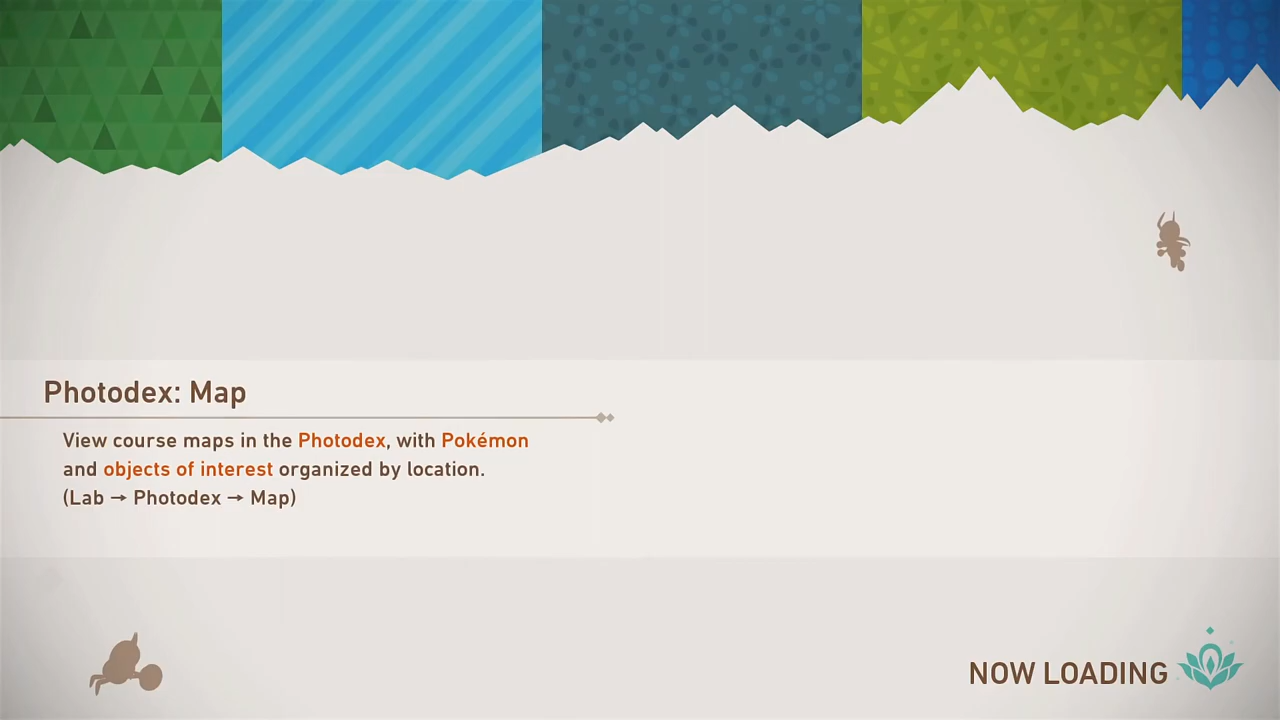 Photodex: Map
View course maps in the Photodex, with Pokémon
and objects of interest organized by location.
(Lab → Photodex → Map)
NOW LOADING